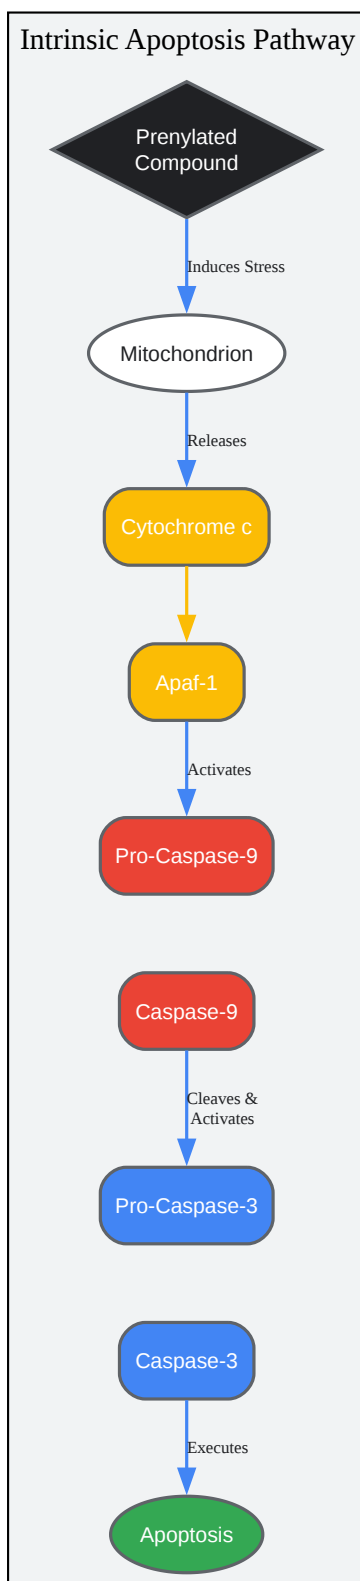 Intrinsic Apoptosis Pathway
Prenylated
Compound
Induces Stress
Mitochondrion
Releases
Cytochrome c
Apaf-1
Activates
Pro-Caspase-9
Caspase-9
Cleaves &
Activates
Pro-Caspase-3
Caspase-3
Executes
Apoptosis